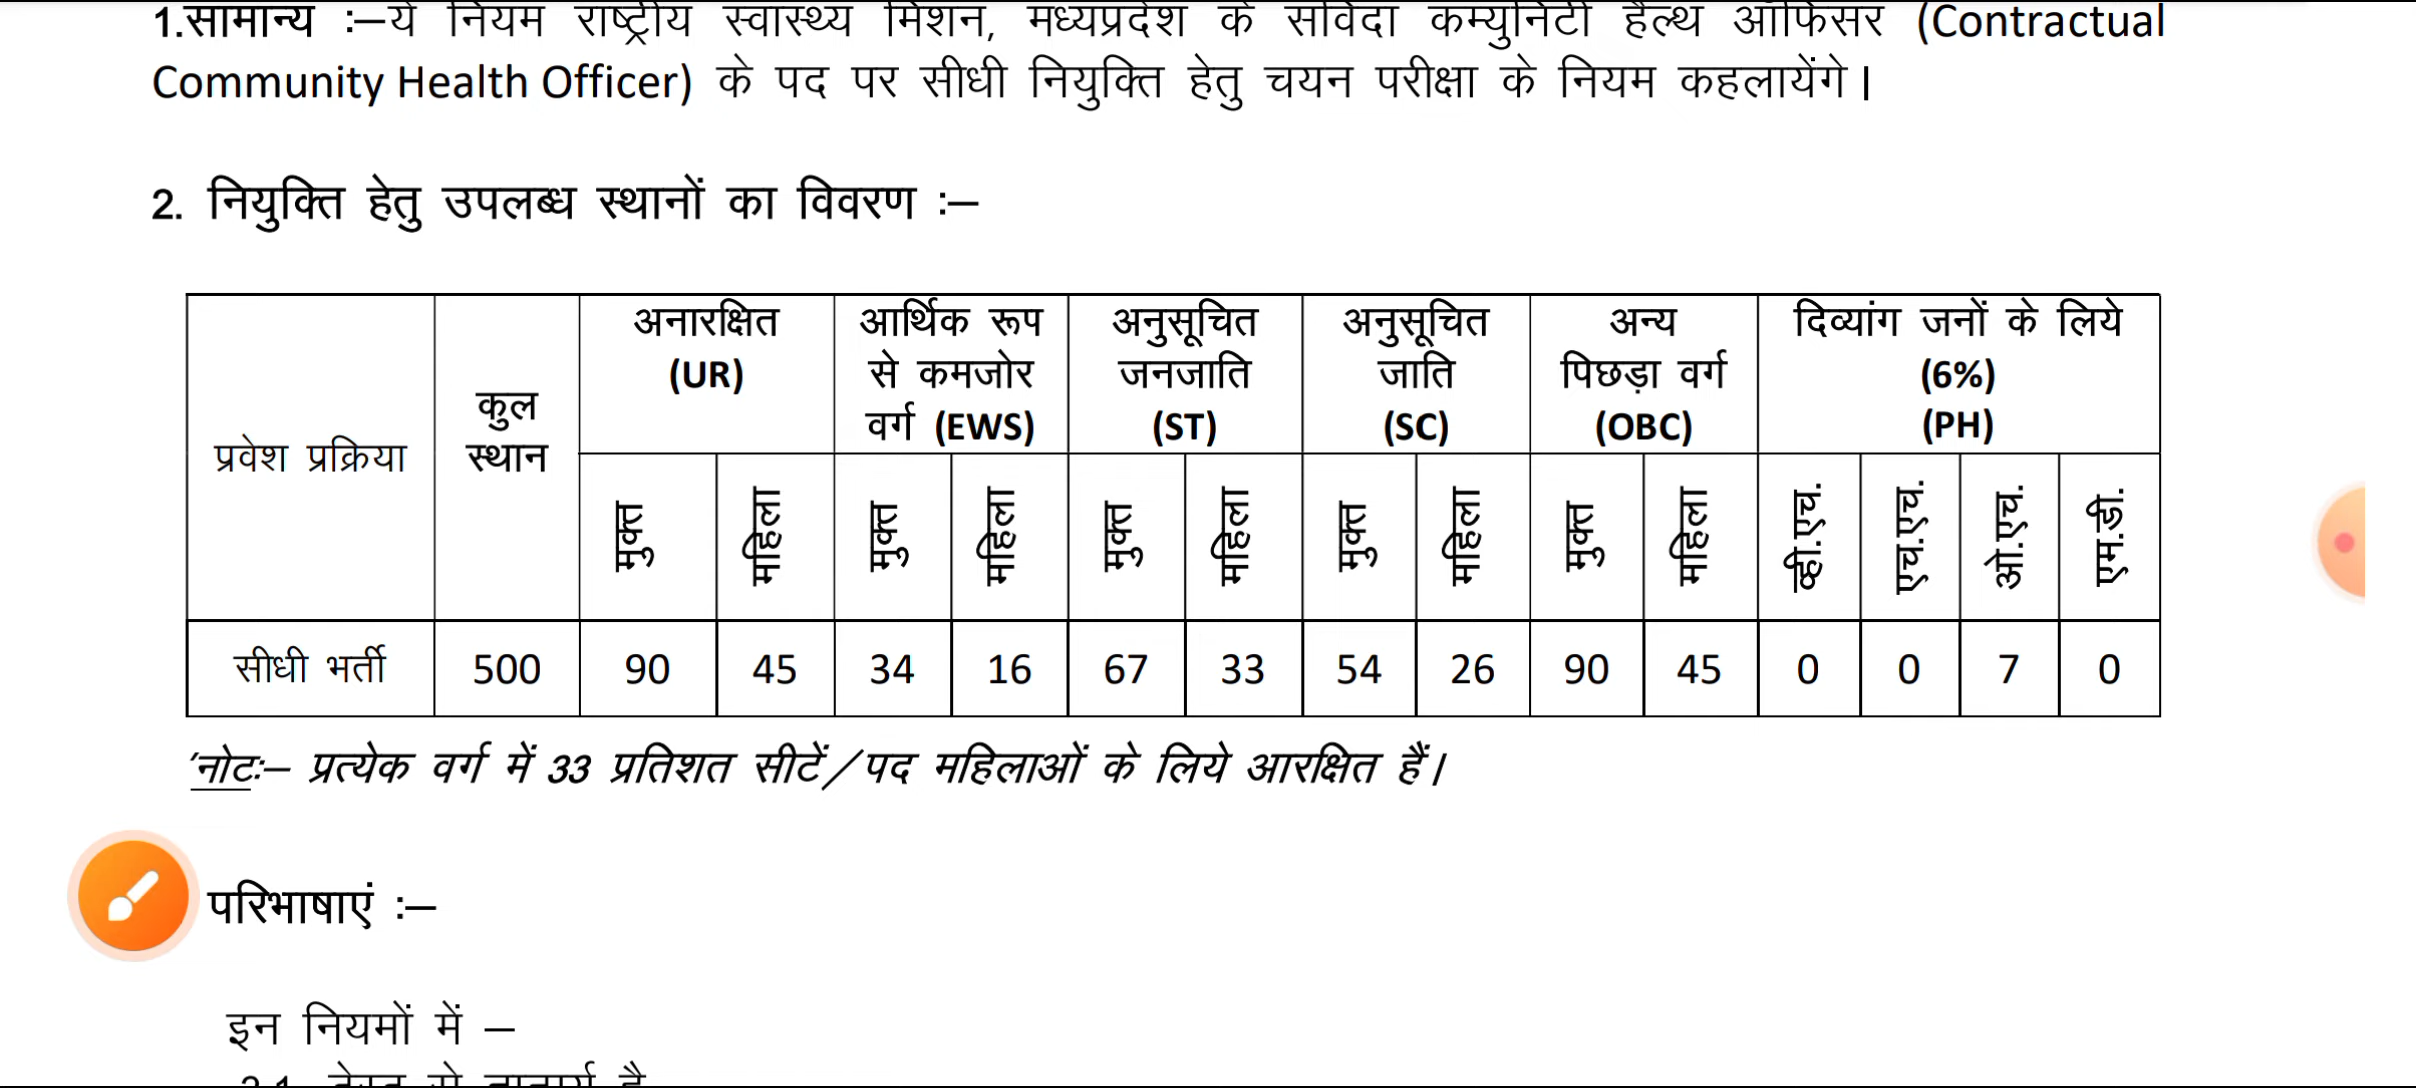 1.सामान्य :–ये नियम राष्ट्रीय स्वास्थ्य मिशन, मध्यप्रदेश के संविदा कम्युनिटी हैल्थ ऑफिसर (Contractual
Community Health Officer) के पद पर सीधी नियुक्ति हेतु चयन परीक्षा के नियम कहलायेंगे।
2. नियुक्ति हेतु उपलब्ध स्थानों का विवरण :–
प्रवेश प्रक्रिया
कुल
स्थान
अनारक्षित
(UR)
आर्थिक रूप
से कमजोर
वर्ग (EWS)
अनुसूचित
जनजाति
(ST)
अनुसूचित
जाति
(SC)
अन्य
पिछड़ा वर्ग
(OBC)
दिव्यांग जनों के लिये
(6%)
(PH)
मुक्त महिला मुक्त महिला मुक्त महिला मुक्त महिला मुक्त महिला व्ही.एच. एच.एच. ओ.एच. एम.डी.
सीधी भर्ती 500 90 45 34 16 67 33 54 26 90 45 0 0 7 0
'नोटः– प्रत्येक वर्ग में 33 प्रतिशत सीटें/पद महिलाओं के लिये आरक्षित हैं।
परिभाषाएं :–
इन नियमों में –